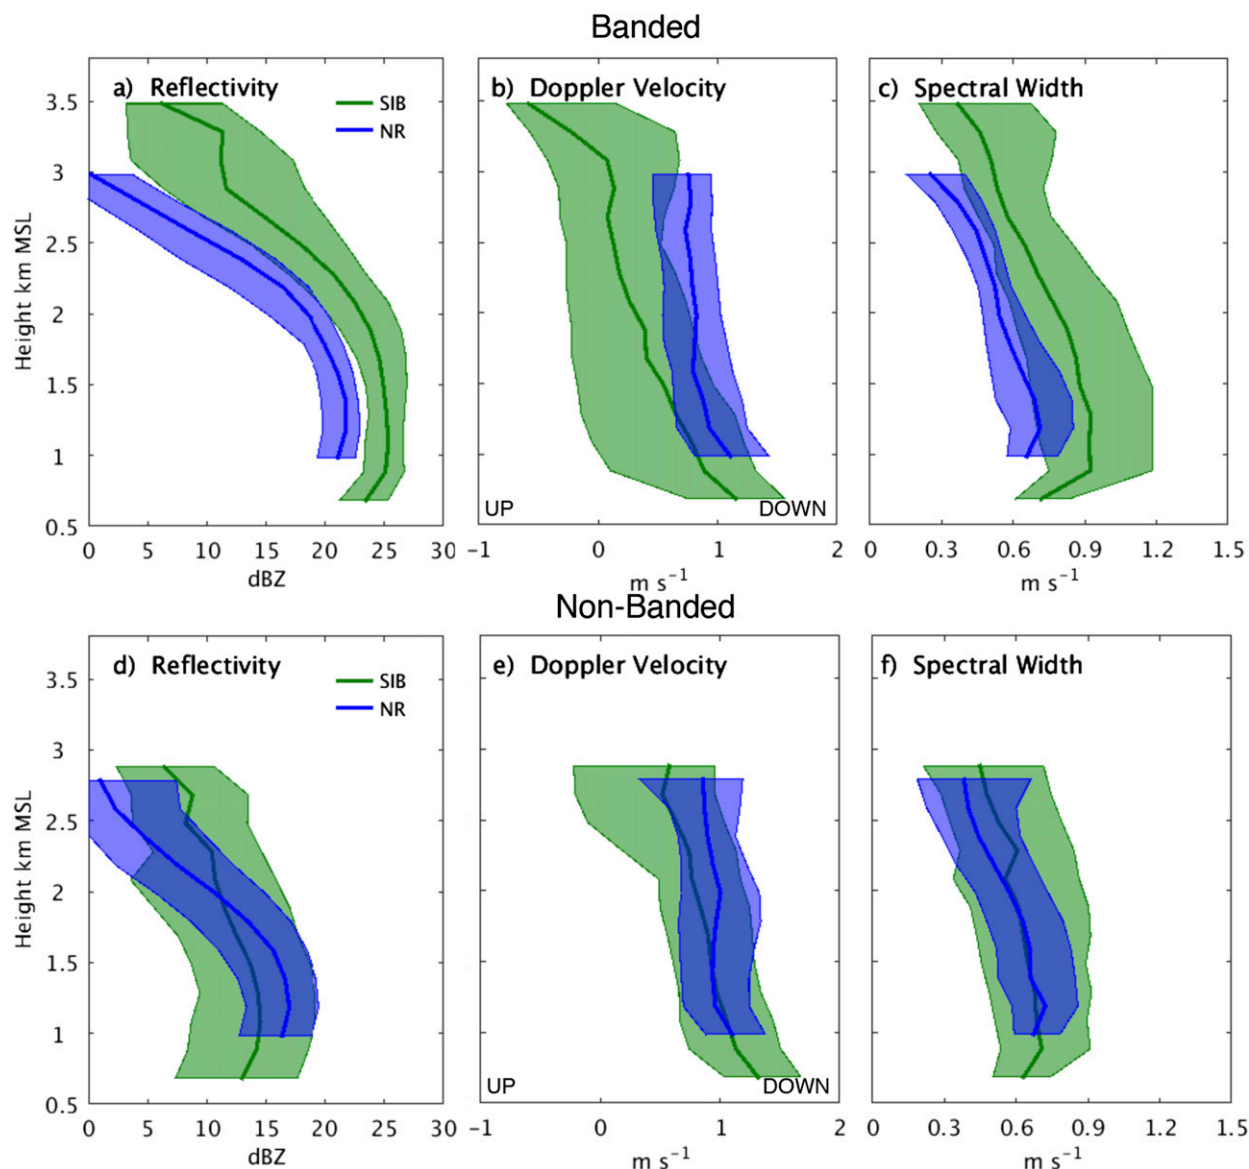 Banded
a) Reflectivity
SIB
NR
b) Doppler Velocity
c) Spectral Width
3.5
3
2.5
2
1.5
1
0.5
Height km MSL
UP
DOWN
0 5 10 15 20 25 30
-1 0 1 2
0 0.3 0.6 0.9 1.2 1.5
dBZ
m s⁻¹
m s⁻¹
Non-Banded
d) Reflectivity
SIB
NR
e) Doppler Velocity
f) Spectral Width
3.5
3
2.5
2
1.5
1
0.5
Height km MSL
UP
DOWN
0 5 10 15 20 25 30
-1 0 1 2
0 0.3 0.6 0.9 1.2 1.5
dBZ
m s⁻¹
m s⁻¹